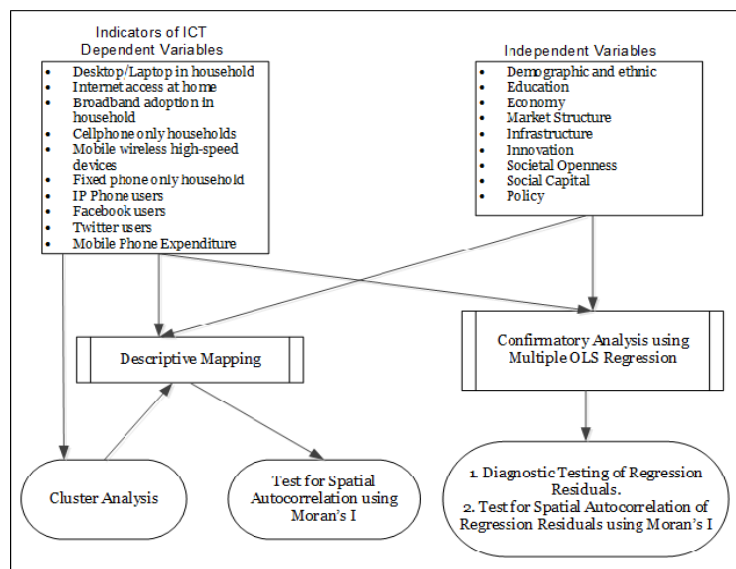 Indicators of ICT
Dependent Variables
• Desktop/Laptop in household
• Internet access at home
• Broadband adoption in
household
• Cellphone only households
• Mobile wireless high-speed
devices
• Fixed phone only household
• IP Phone users
• Facebook users
• Twitter users
• Mobile Phone Expenditure
Independent Variables
• Demographic and ethnic
• Education
• Economy
• Market Structure
• Infrastructure
• Innovation
• Societal Openness
• Social Capital
• Policy
Descriptive Mapping
Confirmatory Analysis using
Multiple OLS Regression
Cluster Analysis
Test for Spatial
Autocorrelation using
Moran's I
1. Diagnostic Testing of Regression
Residuals.
2. Test for Spatial Autocorrelation of
Regression Residuals using Moran's I